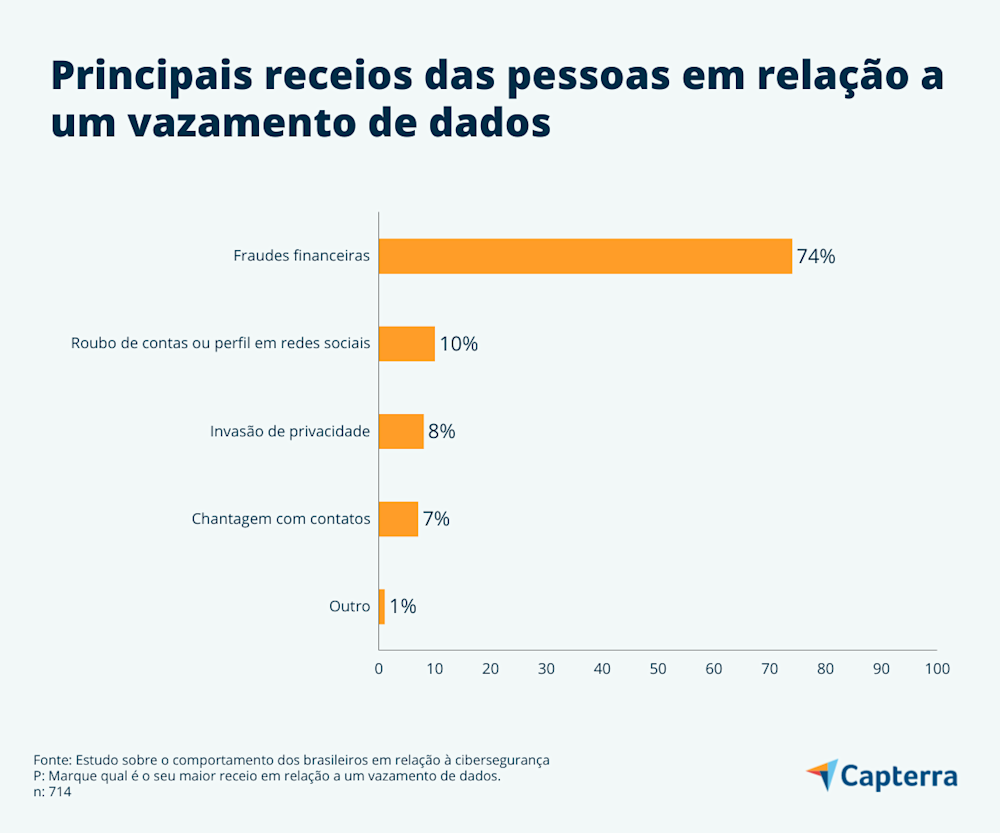 Principais receios das pessoas em relação a
um vazamento de dados
Fraudes financeiras
74%
Roubo de contas ou perfil em redes sociais
10%
Invasão de privacidade
8%
Chantagem com contatos
7%
Outro
1%
0 10 20 30 40 50 60 70 80 90 100
Fonte: Estudo sobre o comportamento dos brasileiros em relação à cibersegurança
P: Marque qual é o seu maior receio em relação a um vazamento de dados.
n: 714
Capterra